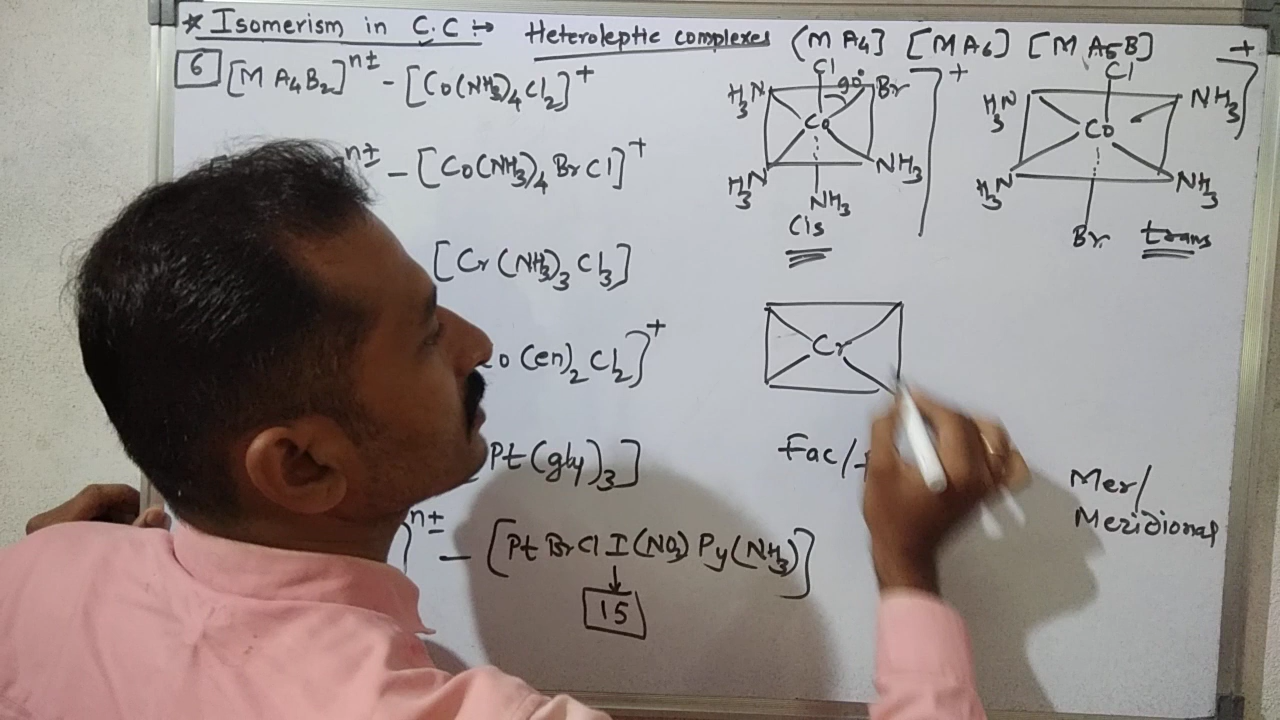 * Isomerism in C.C :→ Heteroleptic complexes (MA4] [MA6] [MA5B]
6 [MA4B2]^n± - [Co(NH3)4Cl2]^+
n± - [Co(NH3)4BrCl]^+
[Cr(NH3)3Cl3]
o(en)2Cl2]^+
Pt(gly)3]
]^n± - [PtBrClI(NO2)Py(NH3)]
↓
15
Cl
90°
H3N Br ]^+
Co
H3N NH3
NH3
Cis
Cl ]^+
H3N NH3
Co
H3N NH3
Br trans
Cr
Fac/
Mer/
Meridional